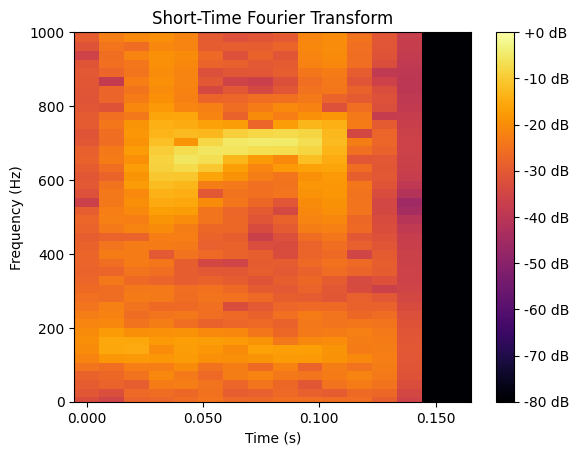 Short-Time Fourier Transform
1000
800
600
400
200
0
Frequency (Hz)
0.000
0.050
0.100
0.150
Time (s)
+0 dB
-10 dB
-20 dB
-30 dB
-40 dB
-50 dB
-60 dB
-70 dB
-80 dB